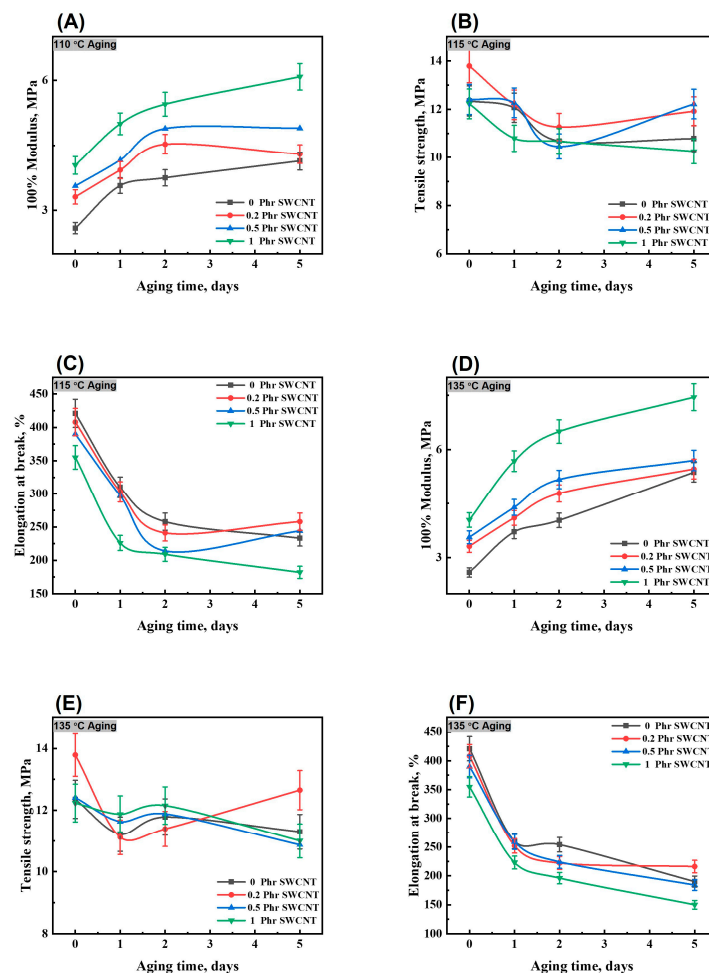 (A)
110 °C Aging
100% Modulus, MPa
6
3
0 Phr SWCNT
0.2 Phr SWCNT
0.5 Phr SWCNT
1 Phr SWCNT
0 1 2 3 4 5
Aging time, days
(B)
115 °C Aging
Tensile strength, MPa
14
12
10
8
6
0 Phr SWCNT
0.2 Phr SWCNT
0.5 Phr SWCNT
1 Phr SWCNT
0 1 2 3 4 5
Aging time, days
(C)
115 °C Aging
Elongation at break, %
450
400
350
300
250
200
150
0 Phr SWCNT
0.2 Phr SWCNT
0.5 Phr SWCNT
1 Phr SWCNT
0 1 2 3 4 5
Aging time, days
(D)
135 °C Aging
100% Modulus, MPa
6
3
0 Phr SWCNT
0.2 Phr SWCNT
0.5 Phr SWCNT
1 Phr SWCNT
0 1 2 3 4 5
Aging time, days
(E)
135 °C Aging
Tensile strength, MPa
14
12
11
9
8
0 Phr SWCNT
0.2 Phr SWCNT
0.5 Phr SWCNT
1 Phr SWCNT
0 1 2 3 4 5
Aging time, days
(F)
135 °C Aging
Elongation at break, %
450
400
350
300
250
200
150
100
0 Phr SWCNT
0.2 Phr SWCNT
0.5 Phr SWCNT
1 Phr SWCNT
0 1 2 3 4 5
Aging time, days